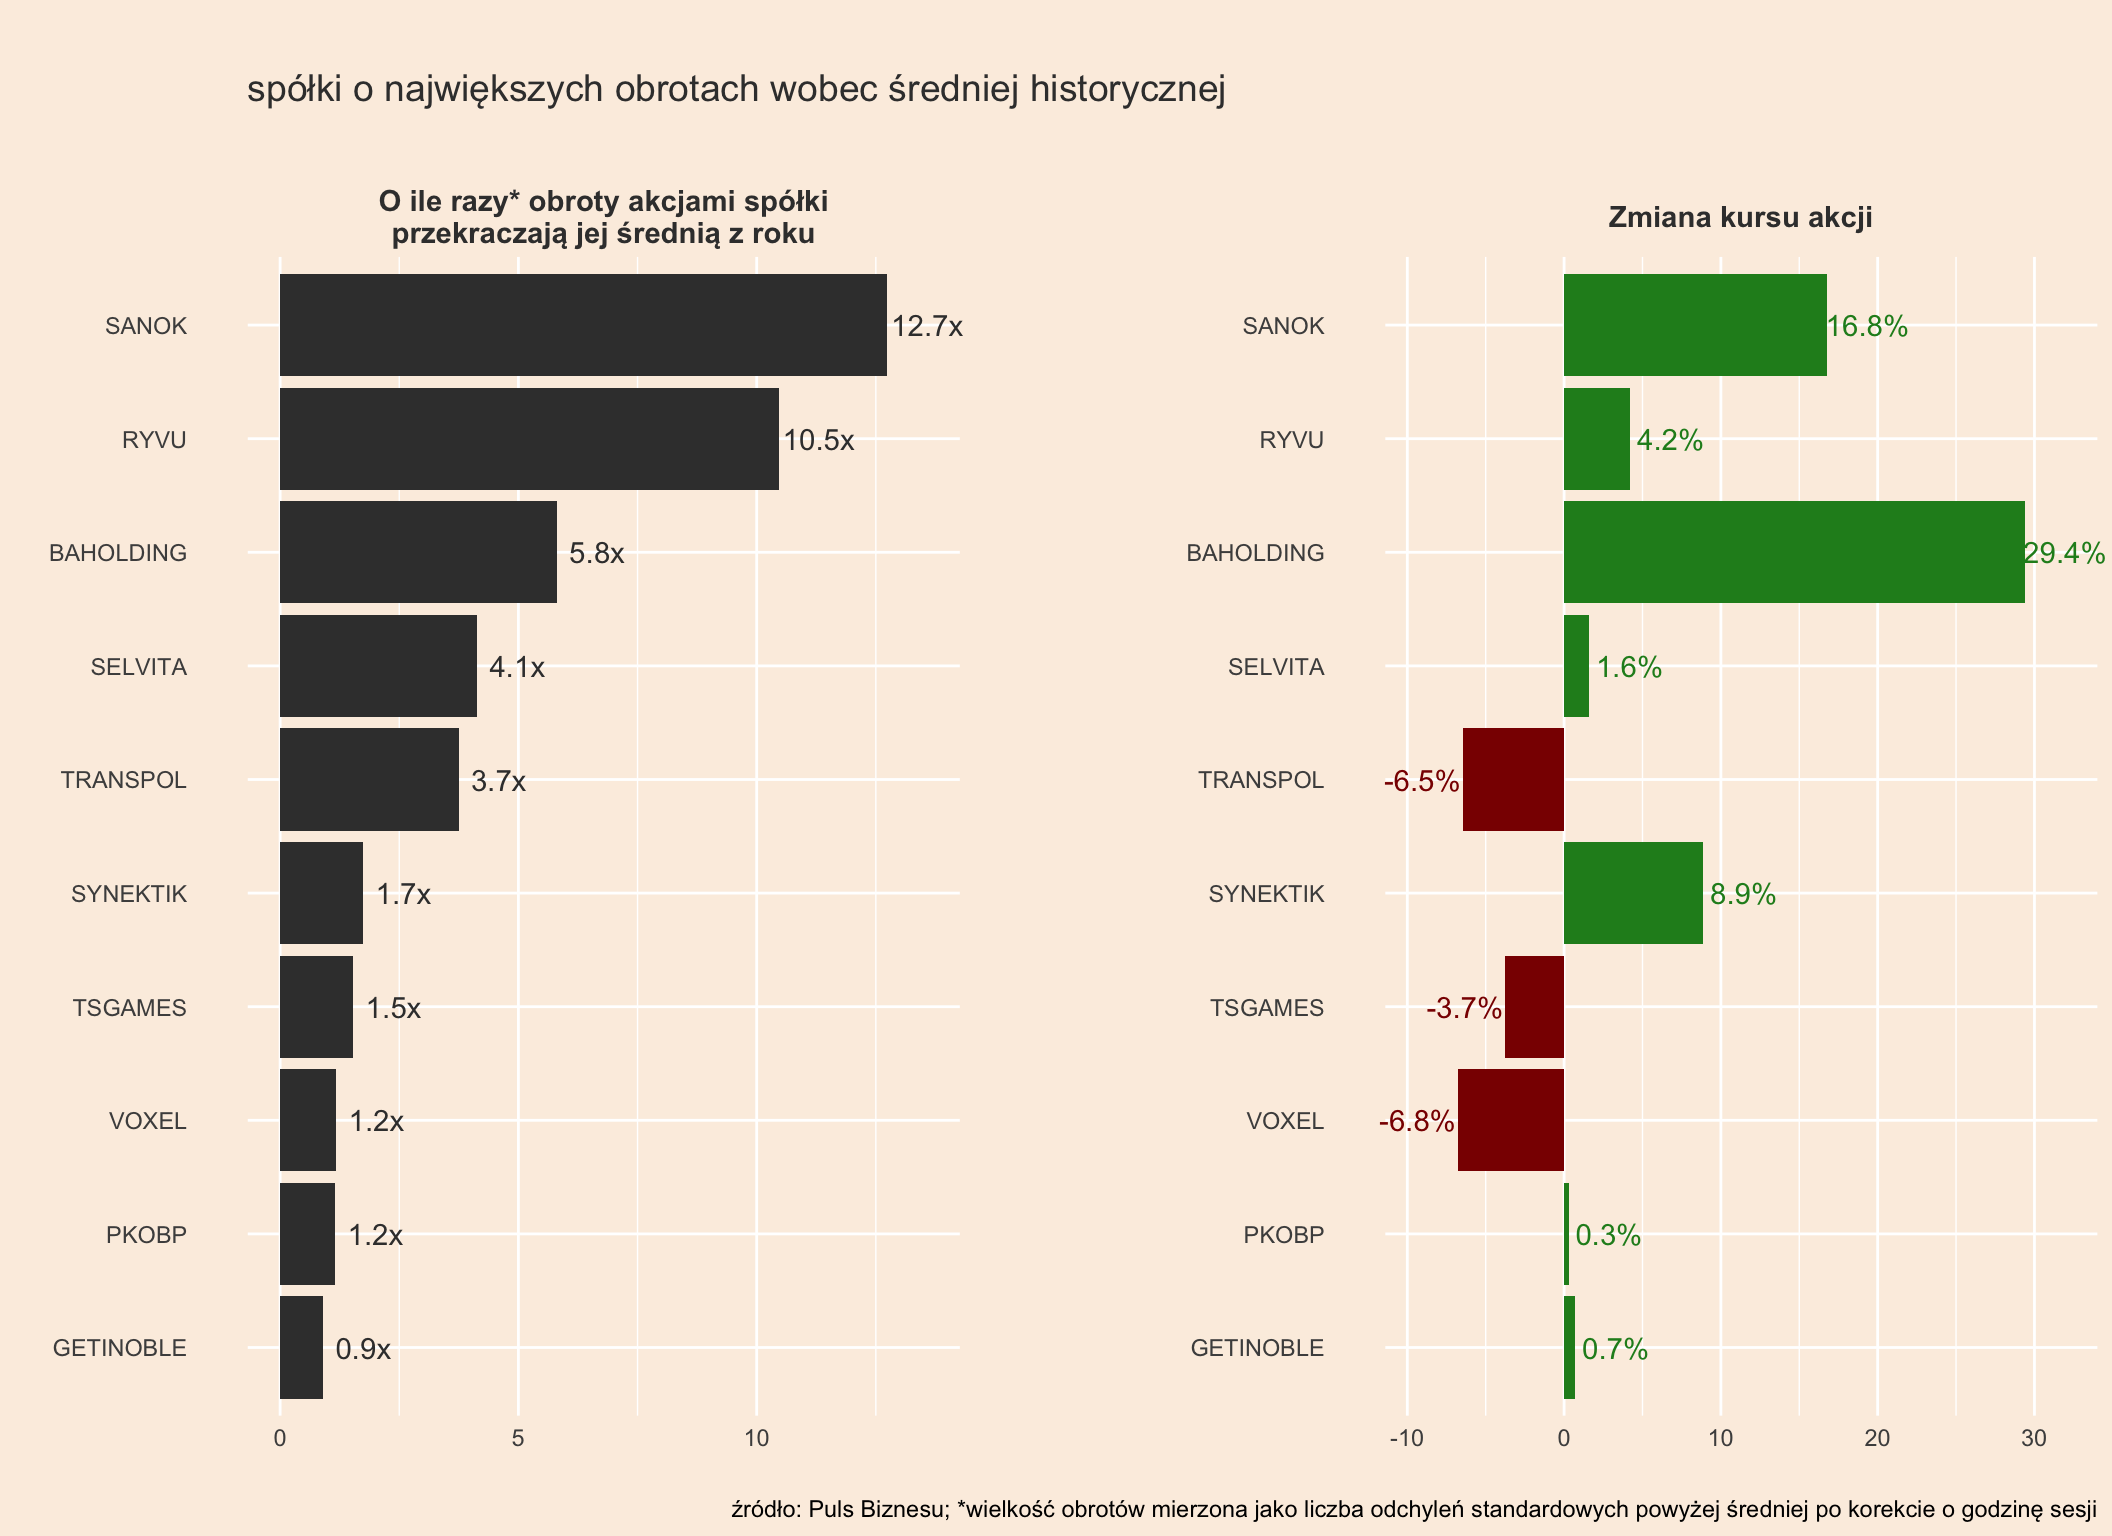 spółki o największych obrotach wobec średniej historycznej
O ile razy* obroty akcjami spółki
przekraczają jej średnią z roku
SANOK
12.7x
RYVU
10.5x
BAHOLDING
5.8x
SELVITA
4.1x
TRANSPOL
3.7x
SYNEKTIK
1.7x
TSGAMES
1.5x
VOXEL
1.2x
PKOBP
1.2x
GETINOBLE
0.9x
0 5 10
Zmiana kursu akcji
SANOK
16.8%
RYVU
4.2%
BAHOLDING
29.4%
SELVITA
1.6%
TRANSPOL
-6.5%
SYNEKTIK
8.9%
TSGAMES
-3.7%
VOXEL
-6.8%
PKOBP
0.3%
GETINOBLE
0.7%
-10 0 10 20 30
źródło: Puls Biznesu; *wielkość obrotów mierzona jako liczba odchyleń standardowych powyżej średniej po korekcie o godzinę sesji